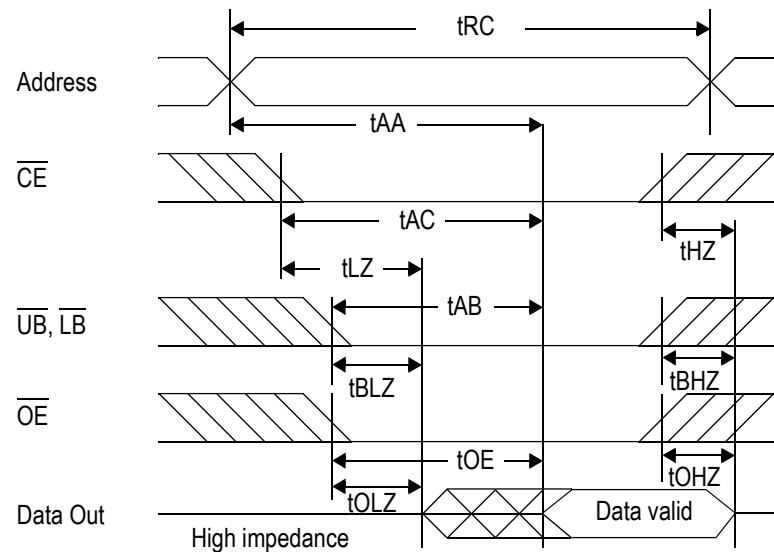 tRC
Address
tAA
CE
tAC
tHZ
tLZ
tAB
UB, LB
tBLZ
tBHZ
OE
tOE
tOHZ
tOLZ
Data Out
Data valid
High impedance